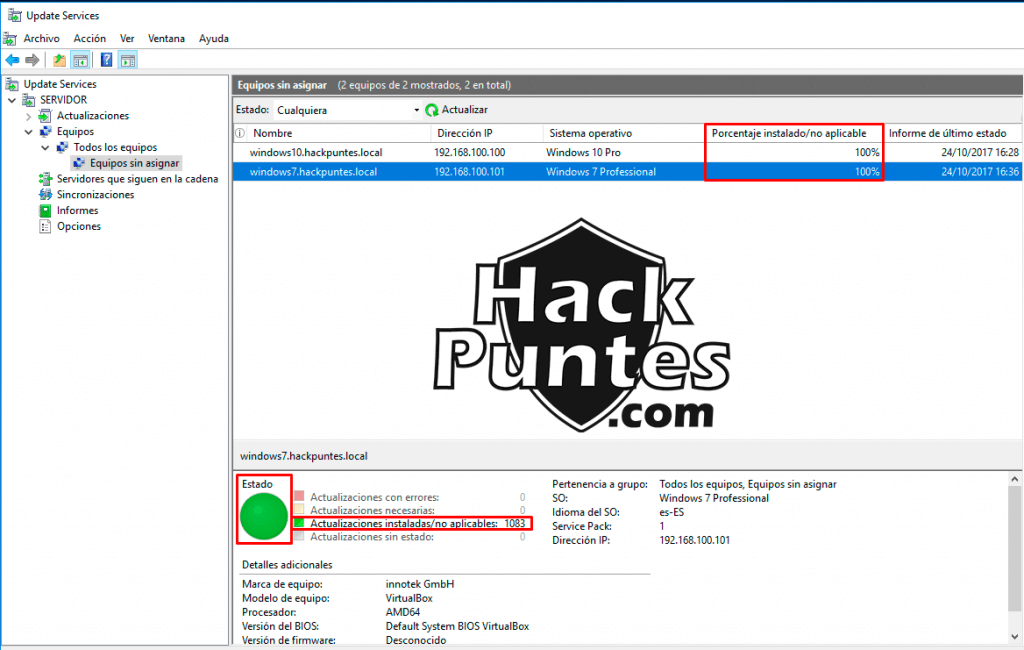 Update Services
Archivo Acción Ver Ventana Ayuda
Update Services
SERVIDOR
Actualizaciones
Equipos
Todos los equipos
Equipos sin asignar
Servidores que siguen en la cadena
Sincronizaciones
Informes
Opciones
Equipos sin asignar (2 equipos de 2 mostrados, 2 en total)
Estado: Cualquiera Actualizar
Nombre Dirección IP Sistema operativo Porcentaje instalado/no aplicable Informe de último estado
windows10.hackpuntes.local 192.168.100.100 Windows 10 Pro 100% 24/10/2017 16:28
windows7.hackpuntes.local 192.168.100.101 Windows 7 Professional 100% 24/10/2017 16:36
Hack
Puntes
.com
windows7.hackpuntes.local
Estado
Actualizaciones con errores: 0
Actualizaciones necesarias: 0
Actualizaciones instaladas/no aplicables: 1083
Actualizaciones sin estado: 0
Pertenencia a grupo: Todos los equipos, Equipos sin asignar
SO: Windows 7 Professional
Idioma del SO: es-ES
Service Pack: 1
Dirección IP: 192.168.100.101
Detalles adicionales
Marca de equipo: innotek GmbH
Modelo de equipo: VirtualBox
Procesador: AMD64
Versión del BIOS: Default System BIOS VirtualBox
Versión de firmware: Desconocido